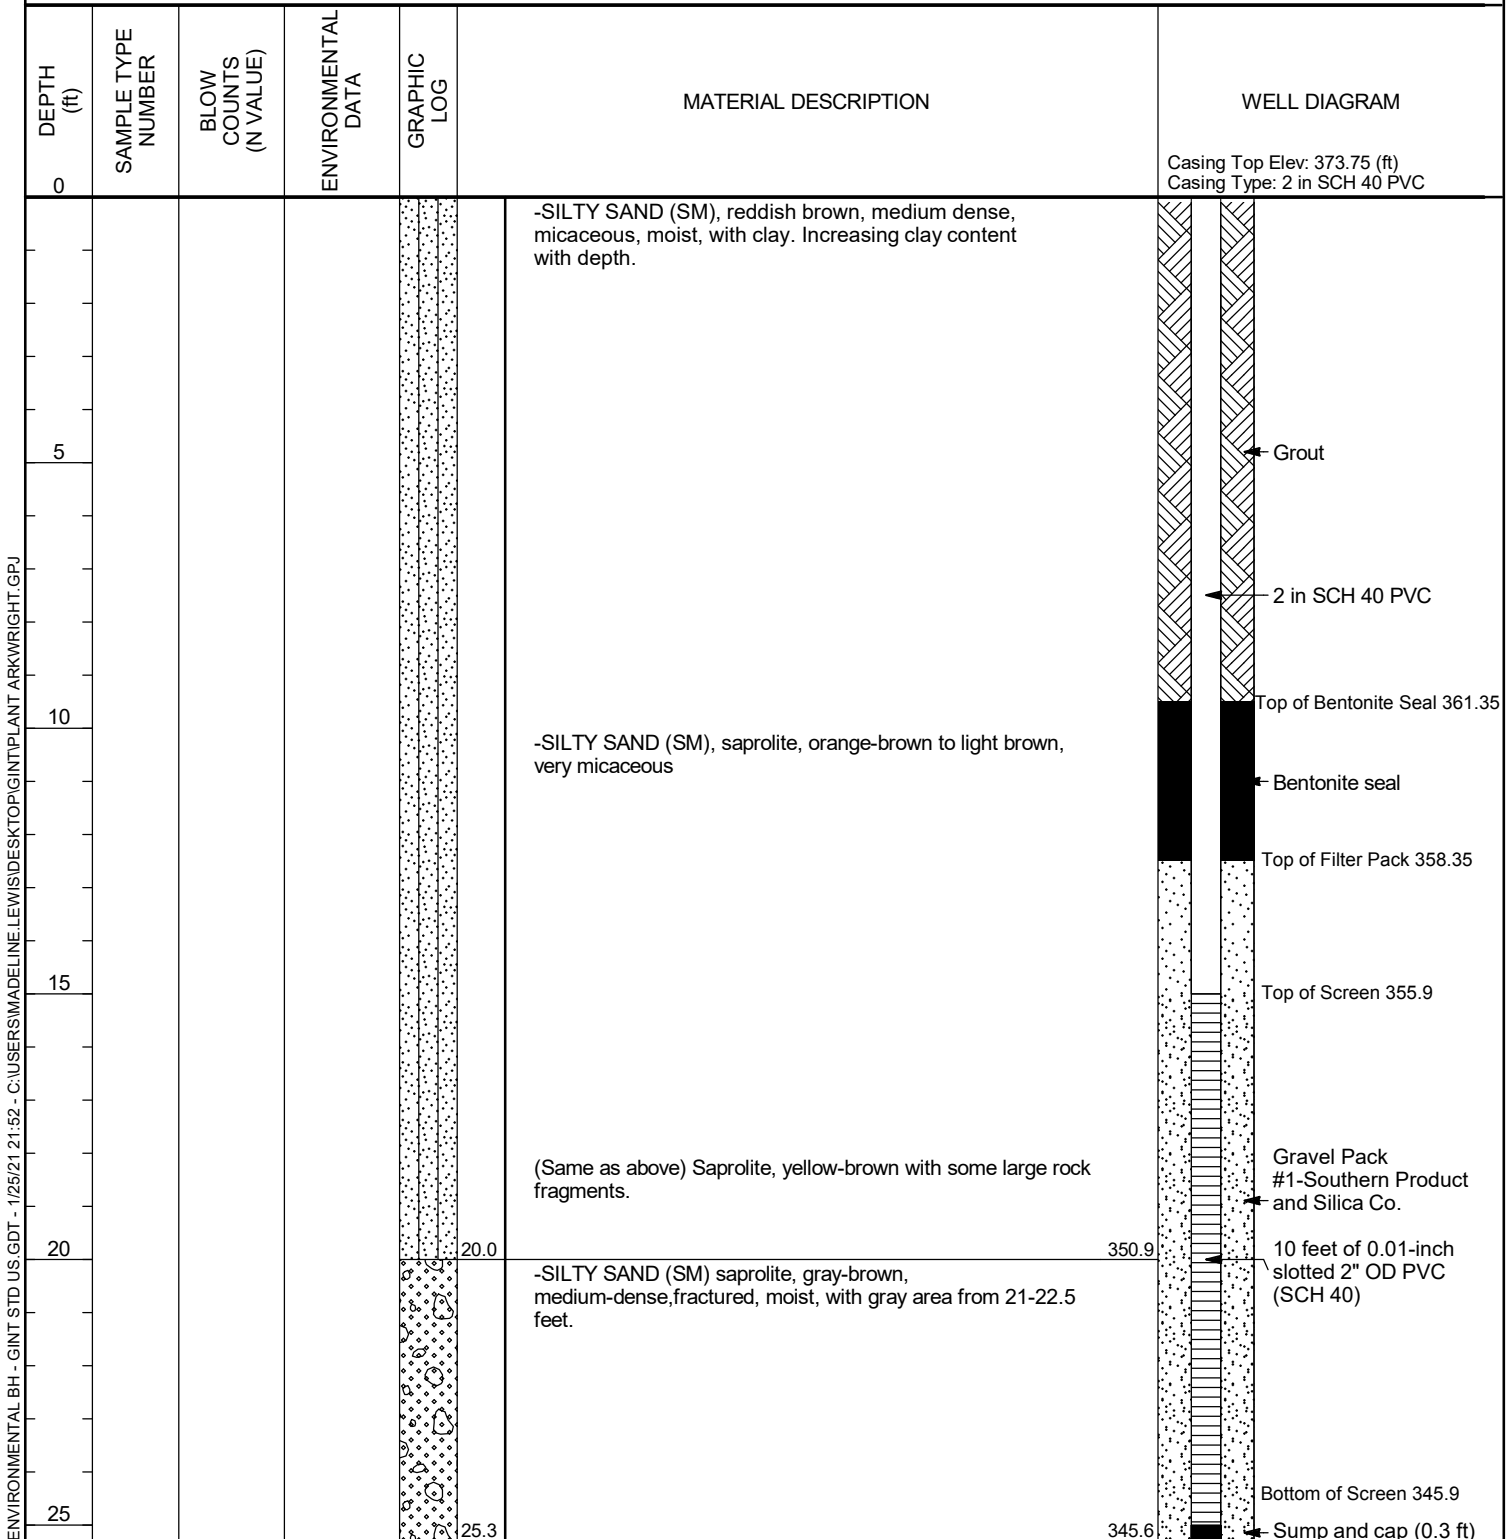 DEPTH
(ft)
SAMPLE TYPE
NUMBER
BLOW
COUNTS
(N VALUE)
ENVIRONMENTAL
DATA
GRAPHIC
LOG
MATERIAL DESCRIPTION
WELL DIAGRAM
Casing Top Elev: 373.75 (ft)
Casing Type: 2 in SCH 40 PVC
0
-SILTY SAND (SM), reddish brown, medium dense,
micaceous, moist, with clay. Increasing clay content
with depth.
5
Grout
2 in SCH 40 PVC
Top of Bentonite Seal 361.35
10
-SILTY SAND (SM), saprolite, orange-brown to light brown,
very micaceous
Bentonite seal
Top of Filter Pack 358.35
15
Top of Screen 355.9
(Same as above) Saprolite, yellow-brown with some large rock
fragments.
Gravel Pack
#1-Southern Product
and Silica Co.
20
20.0
350.9
10 feet of 0.01-inch
slotted 2" OD PVC
(SCH 40)
-SILTY SAND (SM) saprolite, gray-brown,
medium-dense,fractured, moist, with gray area from 21-22.5
feet.
Bottom of Screen 345.9
25
25.3
345.6
Sump and cap (0.3 ft)
ENVIRONMENTAL BH - GINT STD US.GDT - 1/25/21 21:52 - C:\USERS\MADELINE.LEWIS\DESKTOP\GINT\PLANT ARKWRIGHT.GPJ